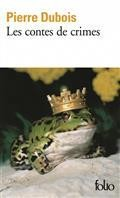 Pierre Dubois
Les contes de crimes
folio